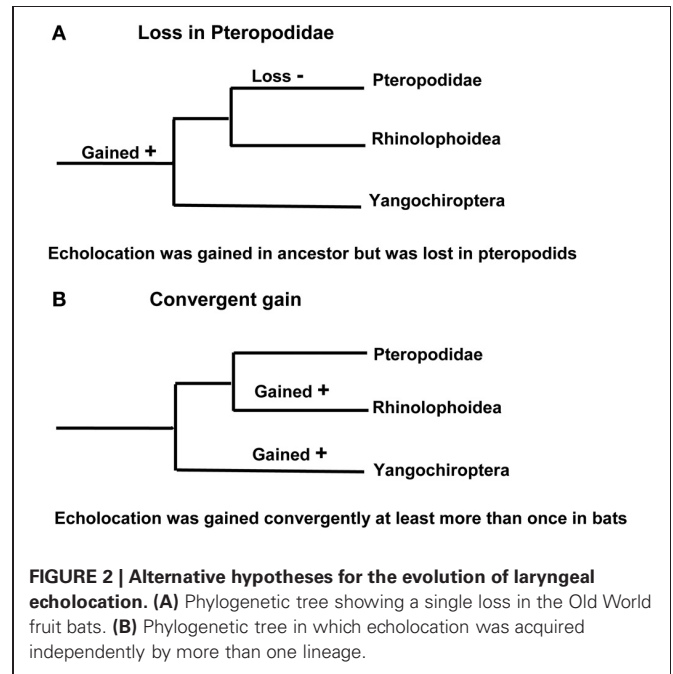 A Loss in Pteropodidae
Loss - Pteropodidae
Rhinolophoidea
Gained +
Yangochiroptera
Echolocation was gained in ancestor but was lost in pteropods
B Convergent gain
Pteropodidae
Gained + Rhinolophoidea
Gained + Yangochiroptera
Echolocation was gained convergently at least more than once in bats
FIGURE 2 | Alternative hypotheses for the evolution of laryngeal
echolocation. (A) Phylogenetic tree showing a single loss in the Old World
fruit bats. (B) Phylogenetic tree in which echolocation was acquired
independently by more than one lineage.